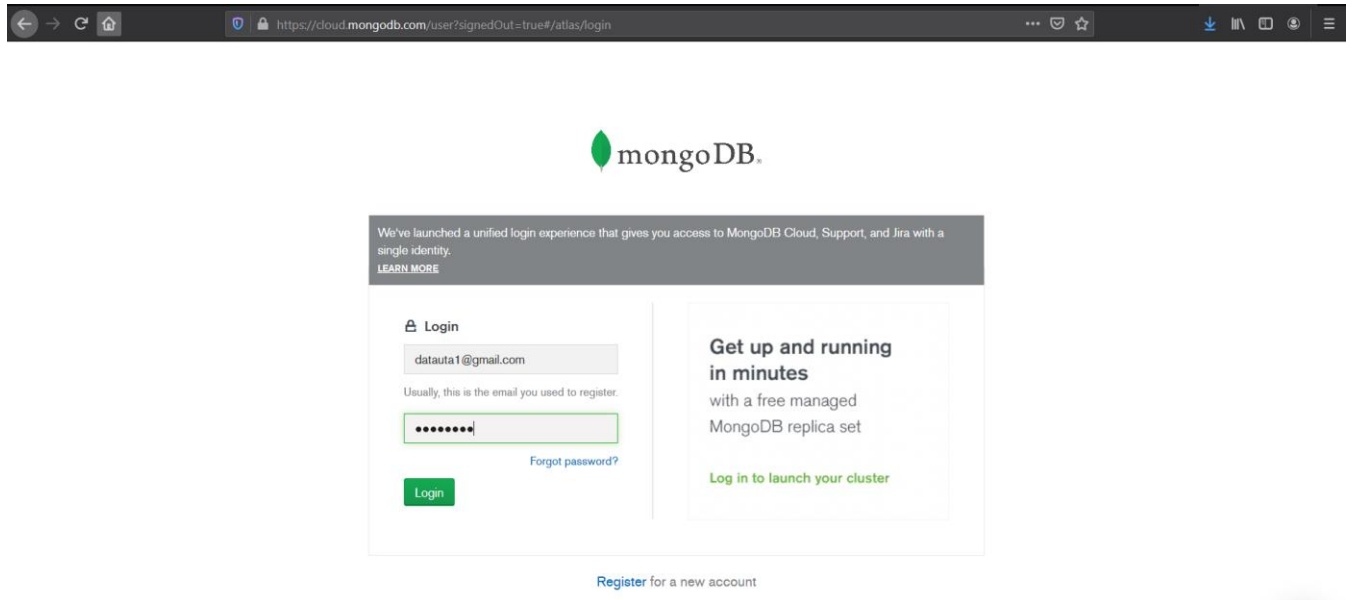 https://cloud.mongodb.com/user?signedOut=true#/atlas/login
mongoDB.
We've launched a unified login experience that gives you access to MongoDB Cloud, Support, and Jira with a
single identity.
LEARN MORE
Login
datauta1@gmail.com
Usually, this is the email you used to register.
••••••••
Forgot password?
Login
Get up and running
in minutes
with a free managed
MongoDB replica set
Log in to launch your cluster
Register for a new account